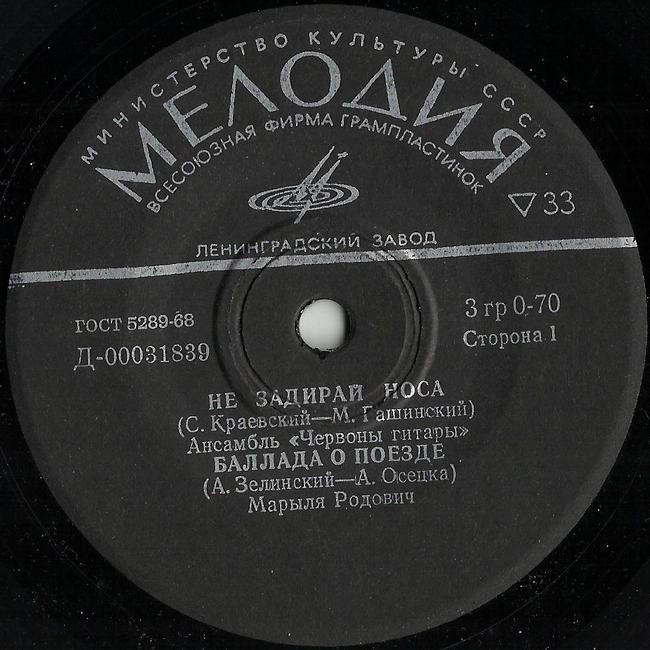 МИНИСТЕРСТВО КУЛЬТУРЫ СССР
МЕЛОДИЯ
ВСЕСОЮЗНАЯ ФИРМА ГРАМПЛАСТИНОК
33
ЛЕНИНГРАДСКИЙ ЗАВОД
ГОСТ 5289-68
Д-00031839
3 гр 0-70
Сторона 1
НЕ ЗАДИРАЙ НОСА
(С. Краевский—М. Гашинский)
Ансамбль «Червоны гитары»
БАЛЛАДА О ПОЕЗДЕ
(А. Зелинский—А. Осецка)
Марыля Родович